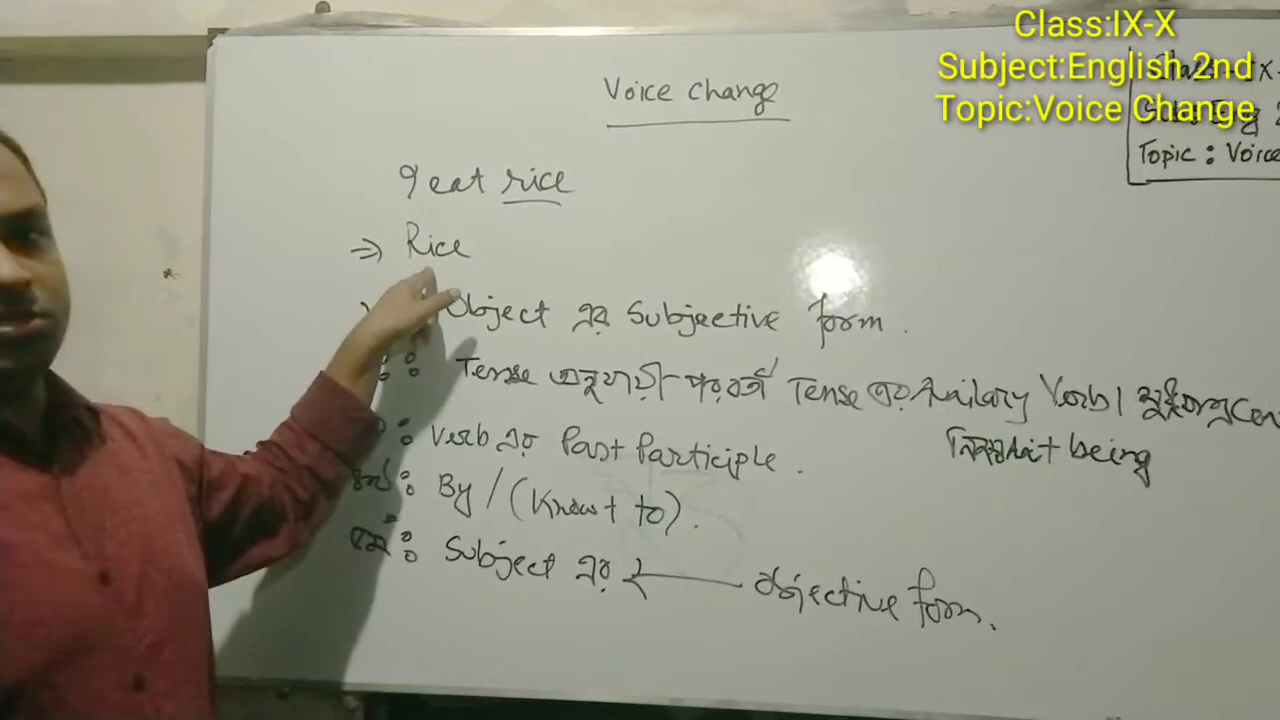 Class:IX-X
Subject:English 2nd
Topic:Voice Change
Voice change
Topic : Voice
I eat rice
⇒ Rice
Object এর Subjective form.
Tense অনুযায়ী পরবর্তী Tense এর Auxilary Verb।
being
Verb এর Past Participle.
By / (Know + to).
Subject এর objective form.